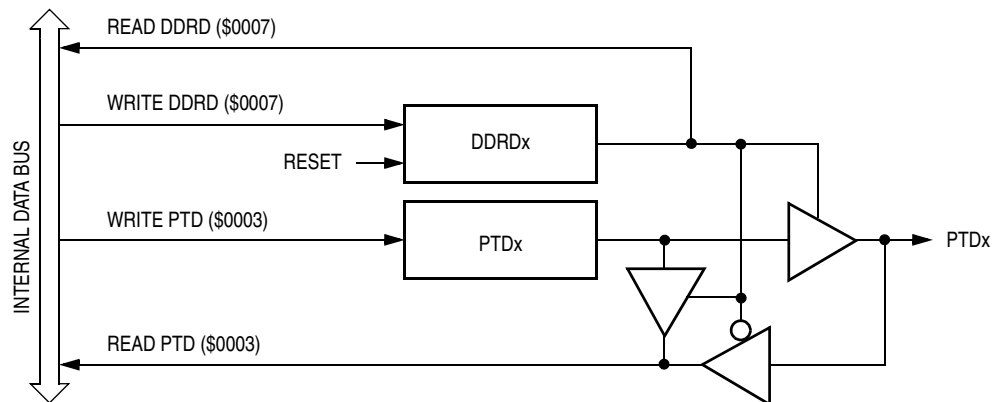 READ DDRD ($0007)
WRITE DDRD ($0007)
DDRDx
RESET
WRITE PTD ($0003)
PTDx
PTDx
READ PTD ($0003)
INTERNAL DATA BUS